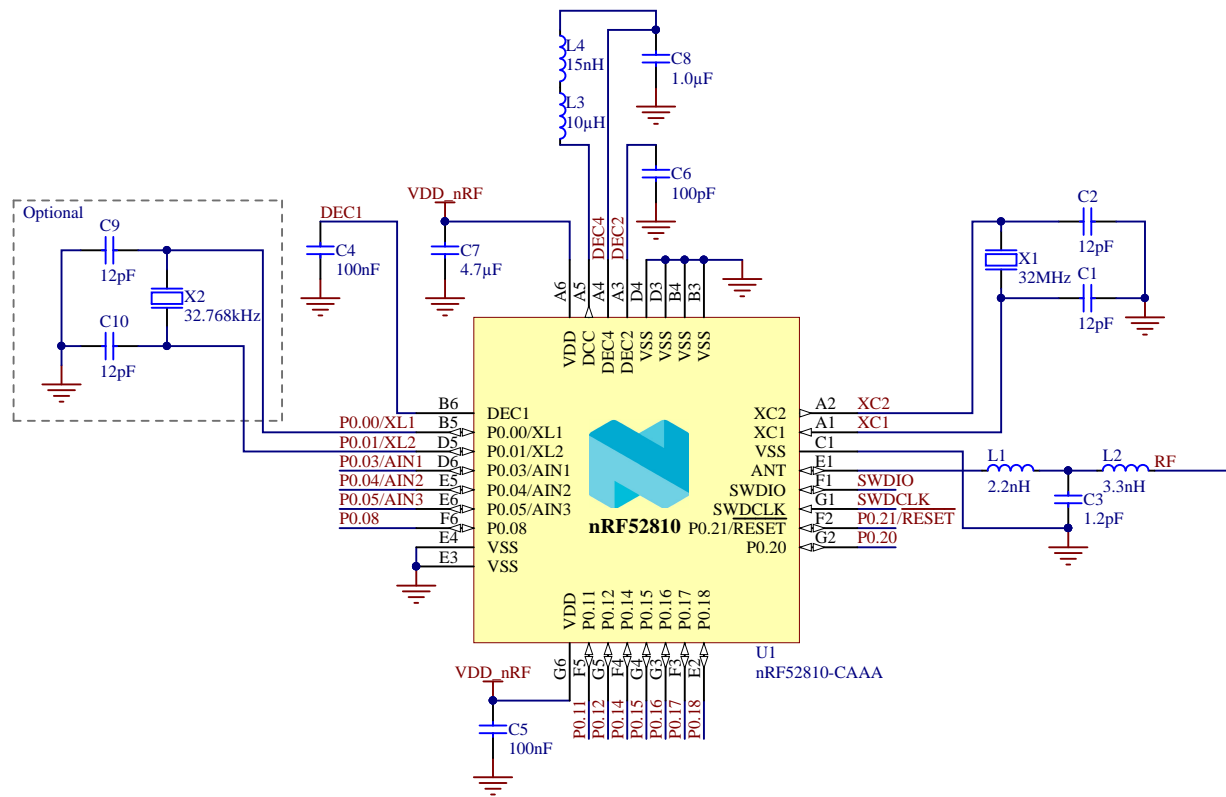 L4
15nH
L3
10µH
C8
1.0µF
C6
100pF
DEC4
DEC2
Optional
C9
12pF
X2
32.768kHz
C10
12pF
DEC1
C4
100nF
VDD_nRF
C7
4.7µF
C2
12pF
X1
32MHz
C1
12pF
A6
A5
A4
A3
D4
D3
B4
B3
VDD
DCC
DEC4
DEC2
VSS
VSS
VSS
VSS
B6 DEC1
P0.00/XL1 B5 P0.00/XL1
P0.01/XL2 D5 P0.01/XL2
P0.03/AIN1 D6 P0.03/AIN1
P0.04/AIN2 E5 P0.04/AIN2
P0.05/AIN3 E6 P0.05/AIN3
P0.08 F6 P0.08
E4 VSS
E3 VSS
nRF52810
XC2 A2 XC2
XC1 A1 XC1
VSS C1
ANT E1
SWDIO F1 SWDIO
SWDCLK G1 SWDCLK
P0.21/RESET F2 P0.21/RESET
P0.20 G2 P0.20
L1
2.2nH
L2
3.3nH
RF
C3
1.2pF
VDD
P0.11
P0.12
P0.14
P0.15
P0.16
P0.17
P0.18
G6
F5
G5
F4
G4
G3
F3
E2
P0.11
P0.12
P0.14
P0.15
P0.16
P0.17
P0.18
U1
nRF52810-CAAA
VDD_nRF
C5
100nF